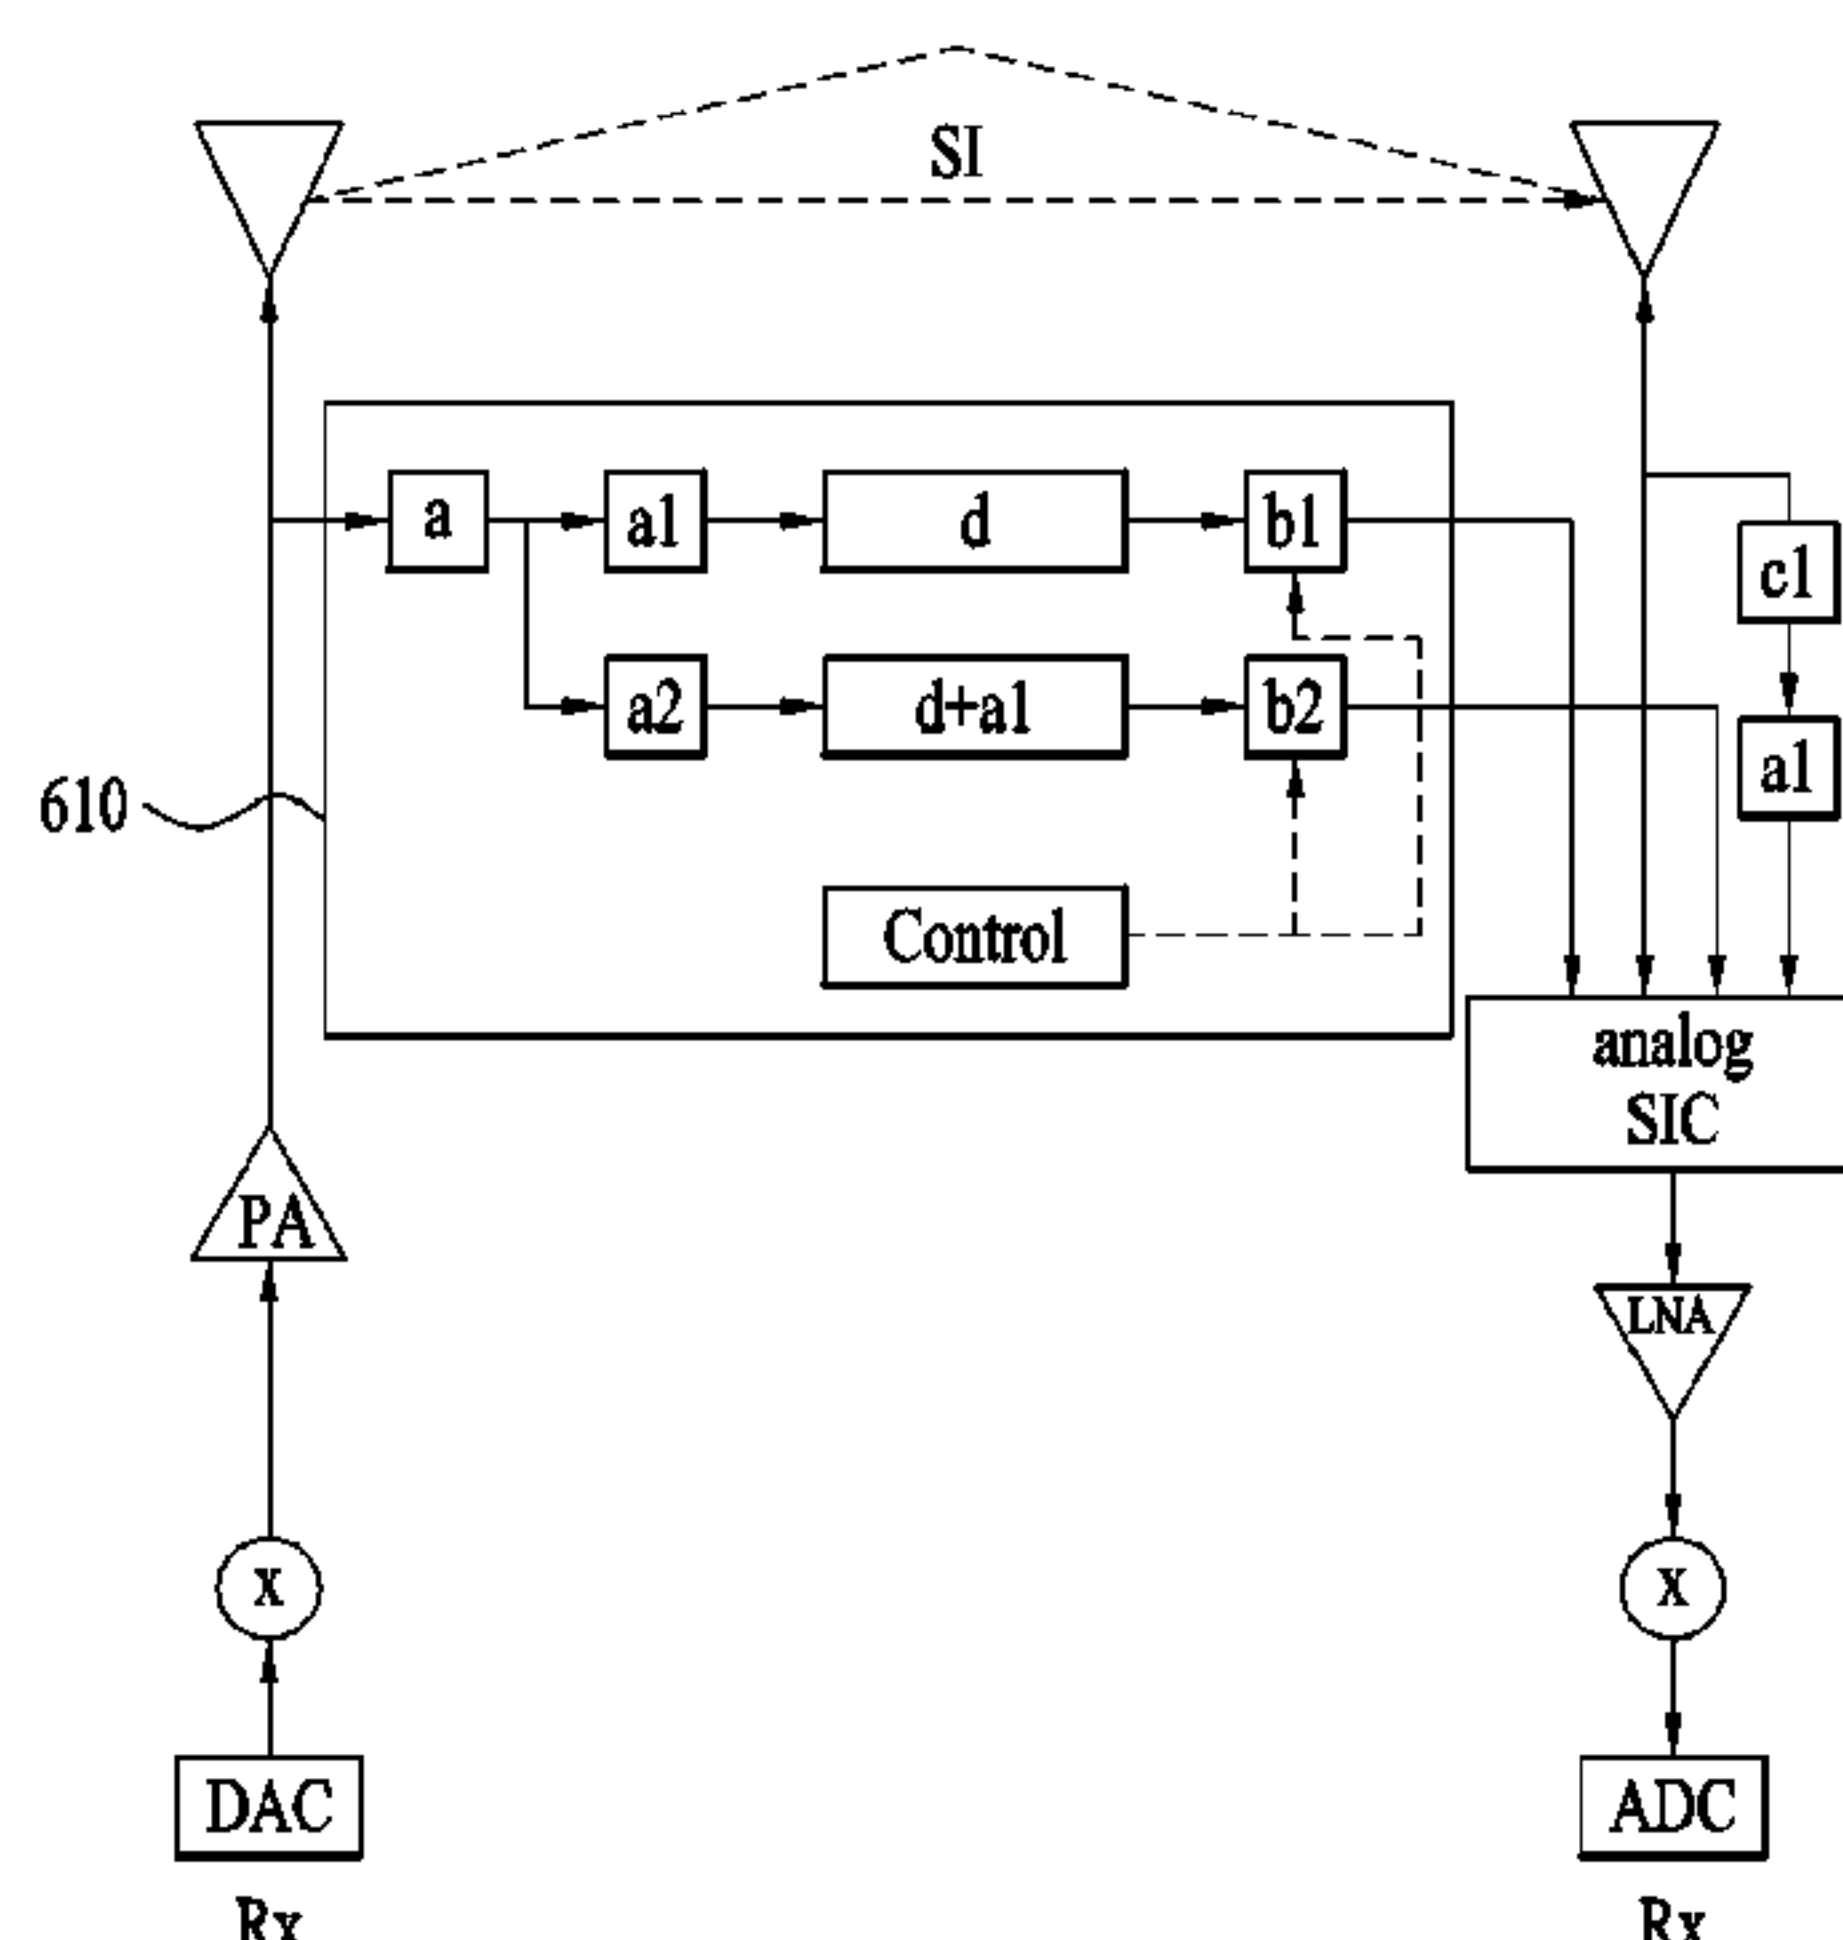 SI
a
a1
d
b1
c1
a2
d+a1
b2
a1
610
Control
analog
SIC
PA
LNA
X
X
DAC
ADC
Rx
Rx